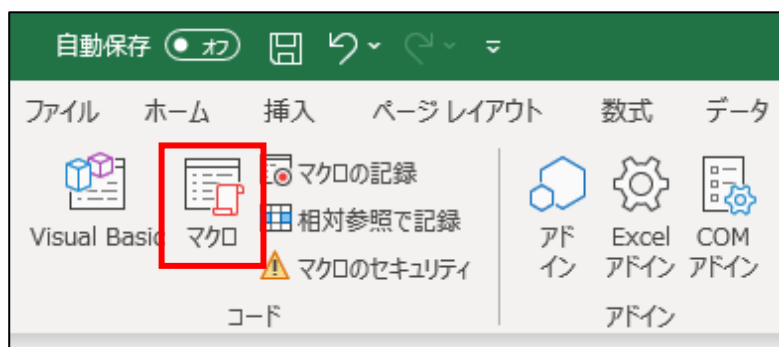 自動保存 オフ
ファイル ホーム 挿入 ページ レイアウト 数式 データ
Visual Basic マクロ マクロの記録
相対参照で記録
マクロのセキュリティ
アド
イン
Excel
アドイン
COM
アドイン
コード アドイン